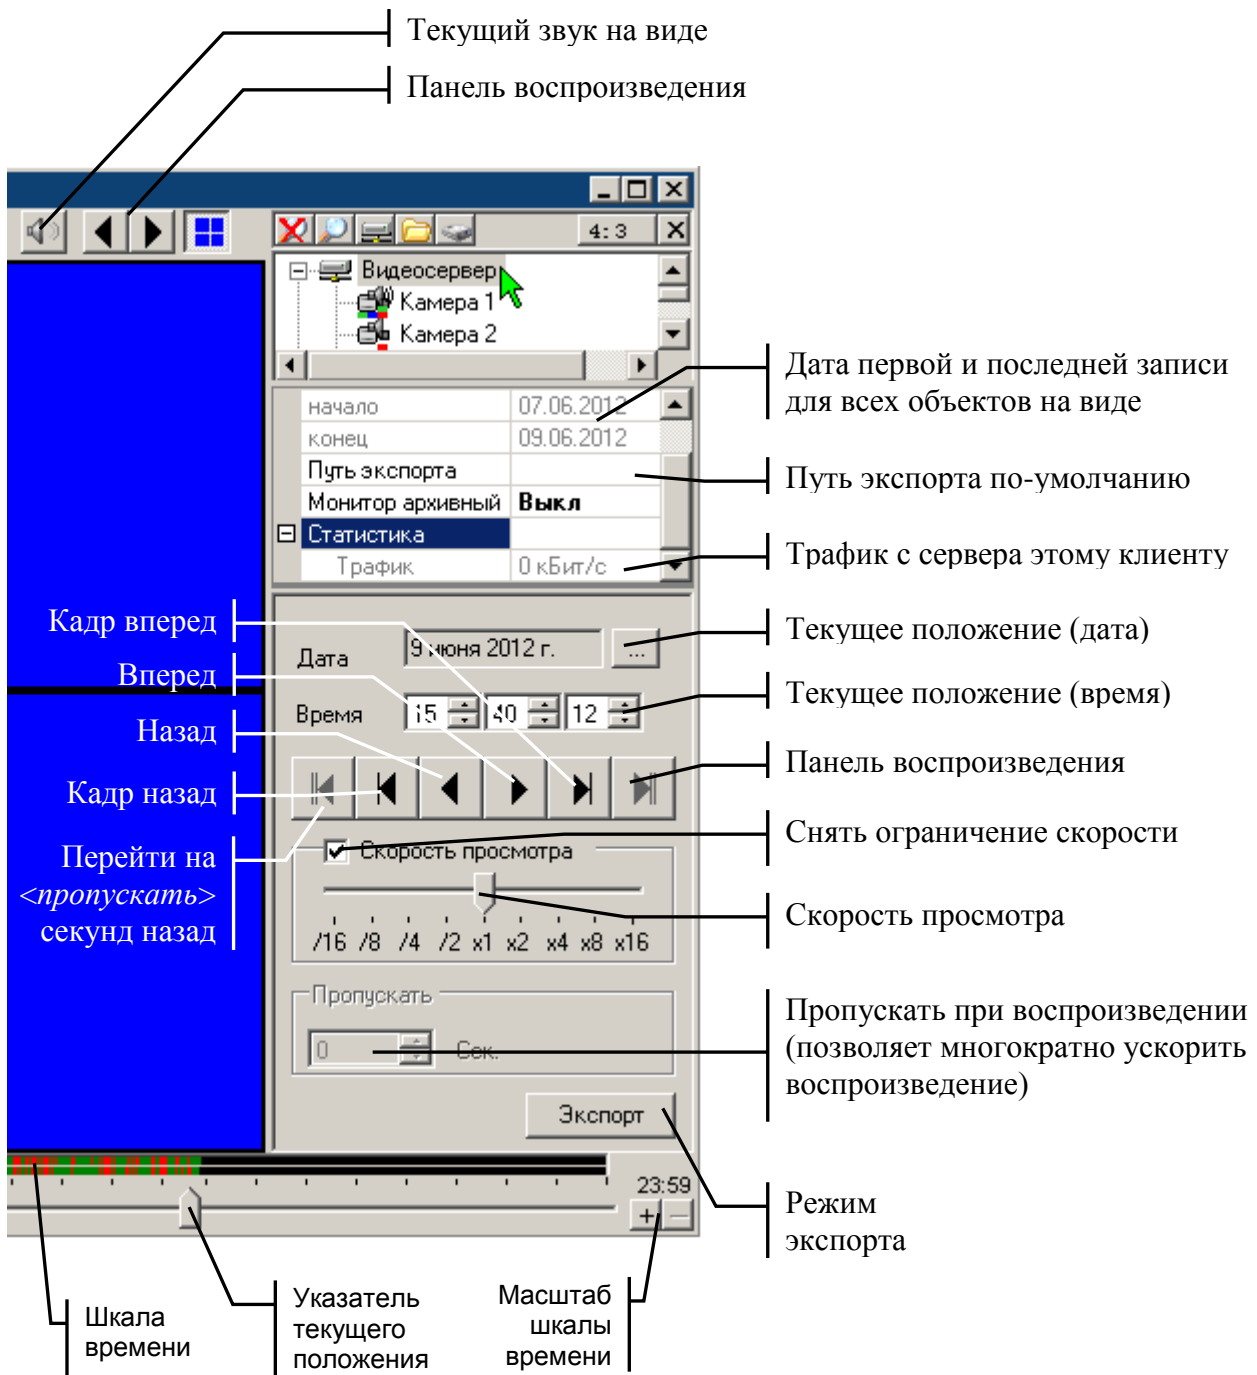 Текущий звук на виде
Панель воспроизведения
4:3
Видеосервер
Камера 1
Камера 2
Дата первой и последней записи
для всех объектов на виде
начало 07.06.2012
конец 09.06.2012
Путь экспорта
Путь экспорта по-умолчанию
Монитор архивный Выкл
Статистика
Трафик 0 кБит/с
Трафик с сервера этому клиенту
Кадр вперед
Вперед
Назад
Кадр назад
Перейти на
<пропускать>
секунд назад
Дата 9 июня 2012 г. ...
Текущее положение (дата)
Время 15 40 12
Текущее положение (время)
Панель воспроизведения
Снять ограничение скорости
Скорость просмотра
Скорость просмотра
/16 /8 /4 /2 x1 x2 x4 x8 x16
Пропускать
0 Сек.
Пропускать при воспроизведении
(позволяет многократно ускорить
воспроизведение)
Экспорт
23:59
+ −
Режим
экспорта
Шкала
времени
Указатель
текущего
положения
Масштаб
шкалы
времени